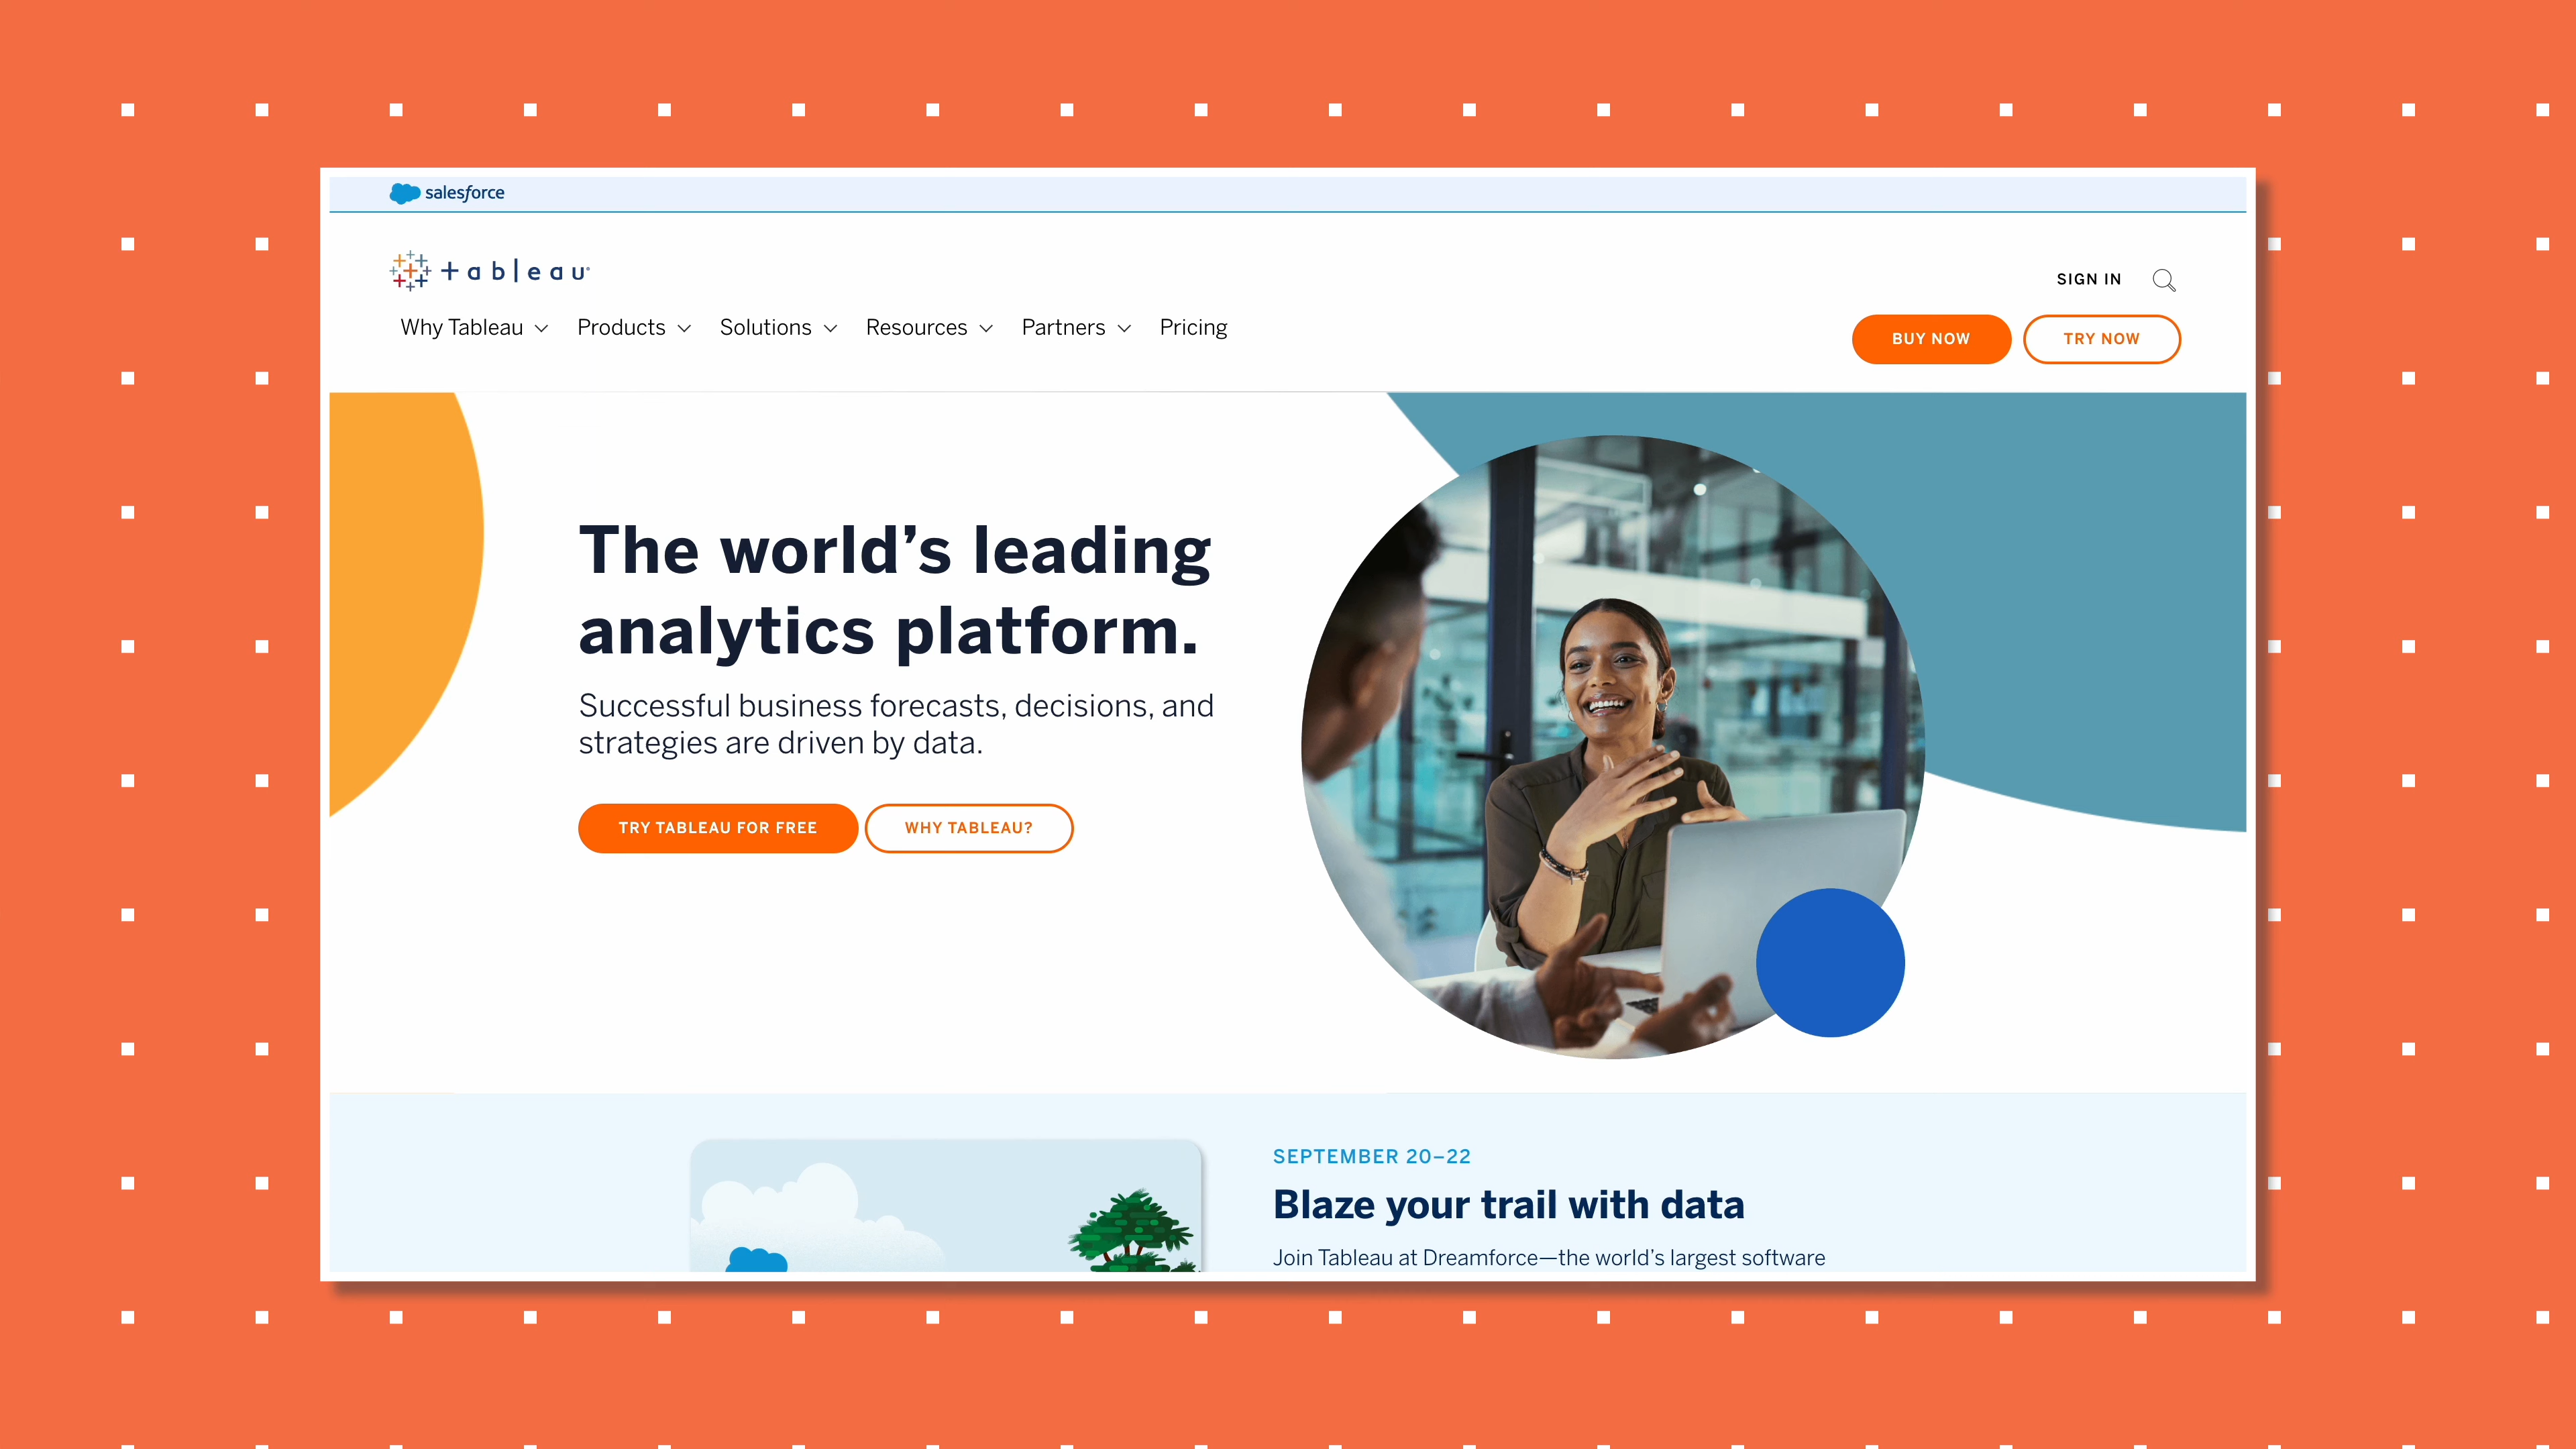 salesforce
+ a b l e a u
SIGN IN
Why Tableau
Products
Solutions
Resources
Partners
Pricing
BUY NOW
TRY NOW
The world’s leading
analytics platform.
Successful business forecasts, decisions, and
strategies are driven by data.
TRY TABLEAU FOR FREE
WHY TABLEAU?
SEPTEMBER 20–22
Blaze your trail with data
Join Tableau at Dreamforce—the world’s largest software